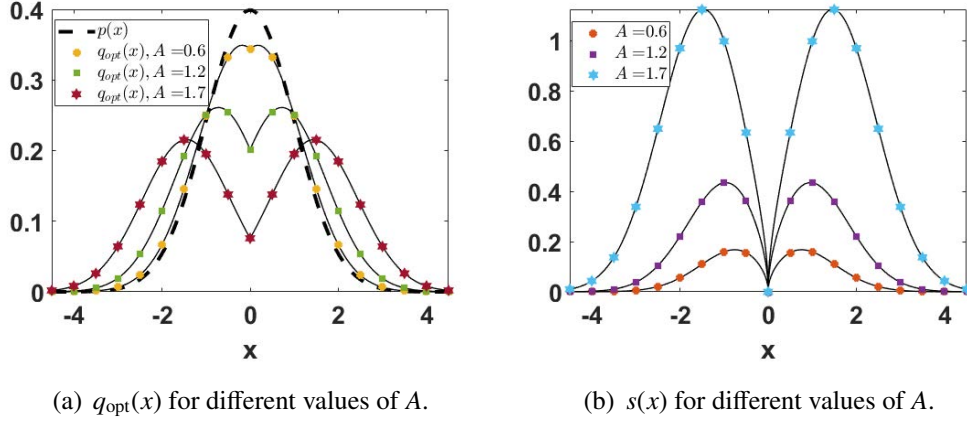 0.4
0.3
0.2
0.1
0
p(x)
q_opt(x), A =0.6
q_opt(x), A =1.2
q_opt(x), A =1.7
-4 -2 0 2 4
x
1
0.8
0.6
0.4
0.2
0
A =0.6
A =1.2
A =1.7
-4 -2 0 2 4
x
(a) q_opt(x) for different values of A.
(b) s(x) for different values of A.